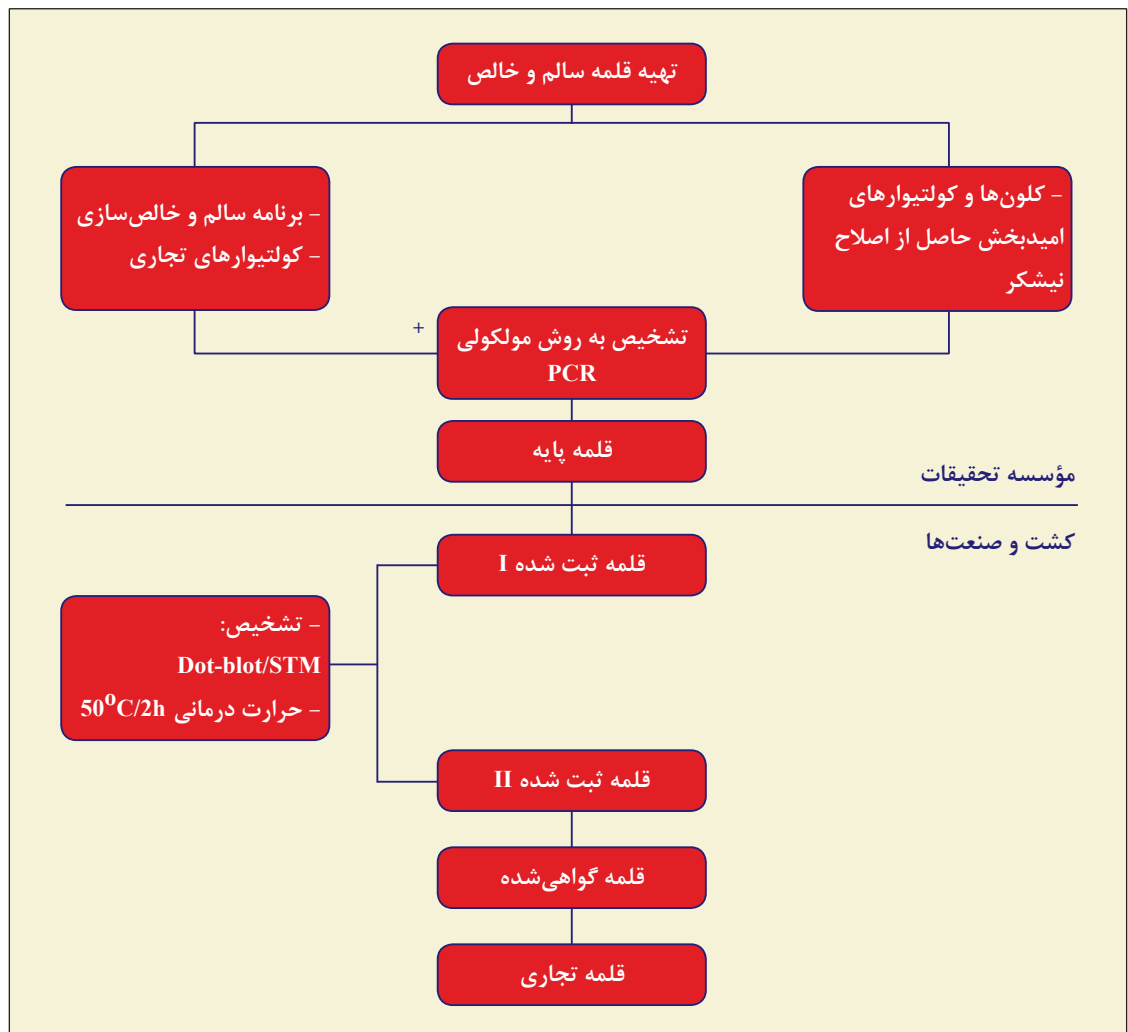 تهیه قلمه سالم و خالص
- کلون‌ها و کولتیوارهای
امیدبخش حاصل از اصلاح
نیشکر
- برنامه سالم و خالص‌سازی
- کولتیوارهای تجاری
+
تشخیص به روش مولکولی
PCR
قلمه پایه
مؤسسه تحقیقات
کشت و صنعت‌ها
قلمه ثبت شده I
- تشخیص:
Dot-blot/STM
- حرارت درمانی 50⁰C/2h
قلمه ثبت شده II
قلمه گواهی‌شده
قلمه تجاری